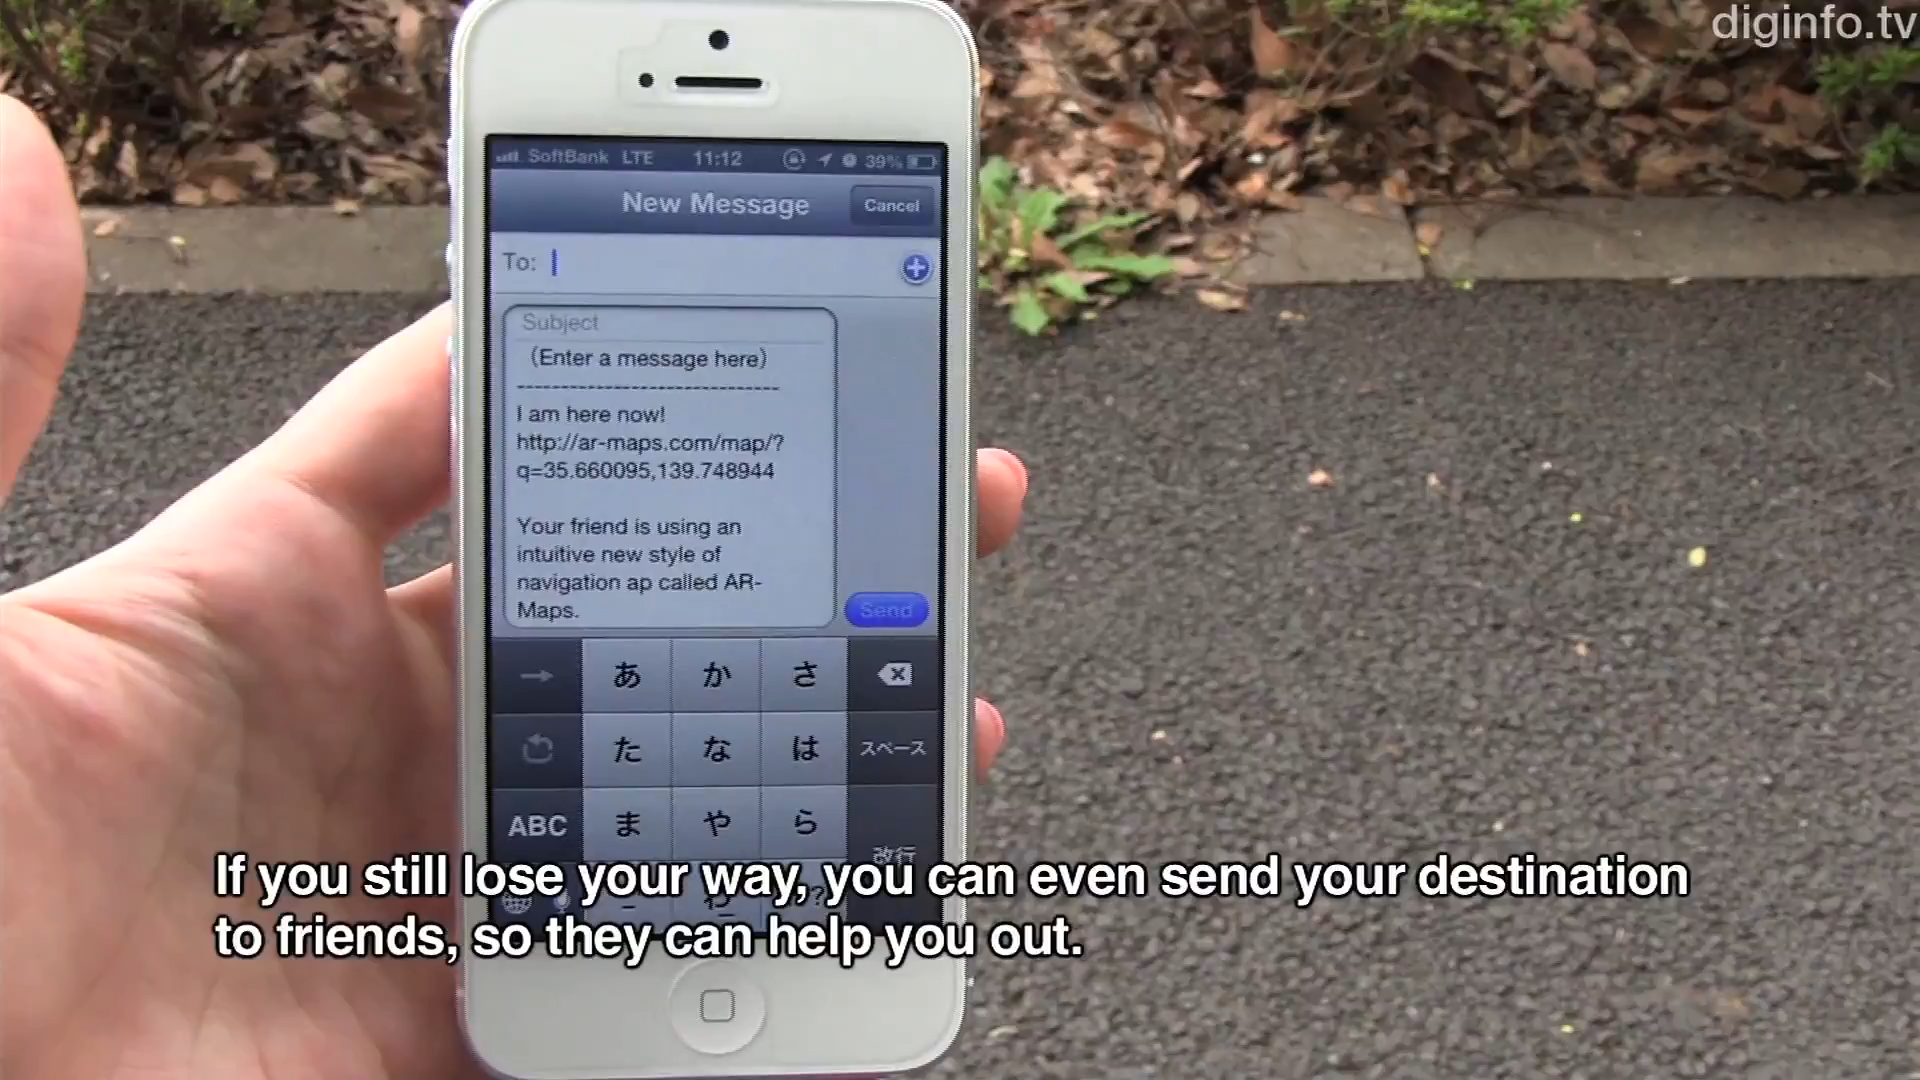 diginfo.tv
SoftBank LTE 11:12 39%
New Message Cancel
To:
Subject
(Enter a message here)
----------------------------
I am here now!
http://ar-maps.com/map/?
q=35.660095,139.748944
Your friend is using an
intuitive new style of
navigation ap called AR-
Maps.
Send
→ あ か さ
た な は スペース
ABC ま や ら
改行
If you still lose your way, you can even send your destination
to friends, so they can help you out.